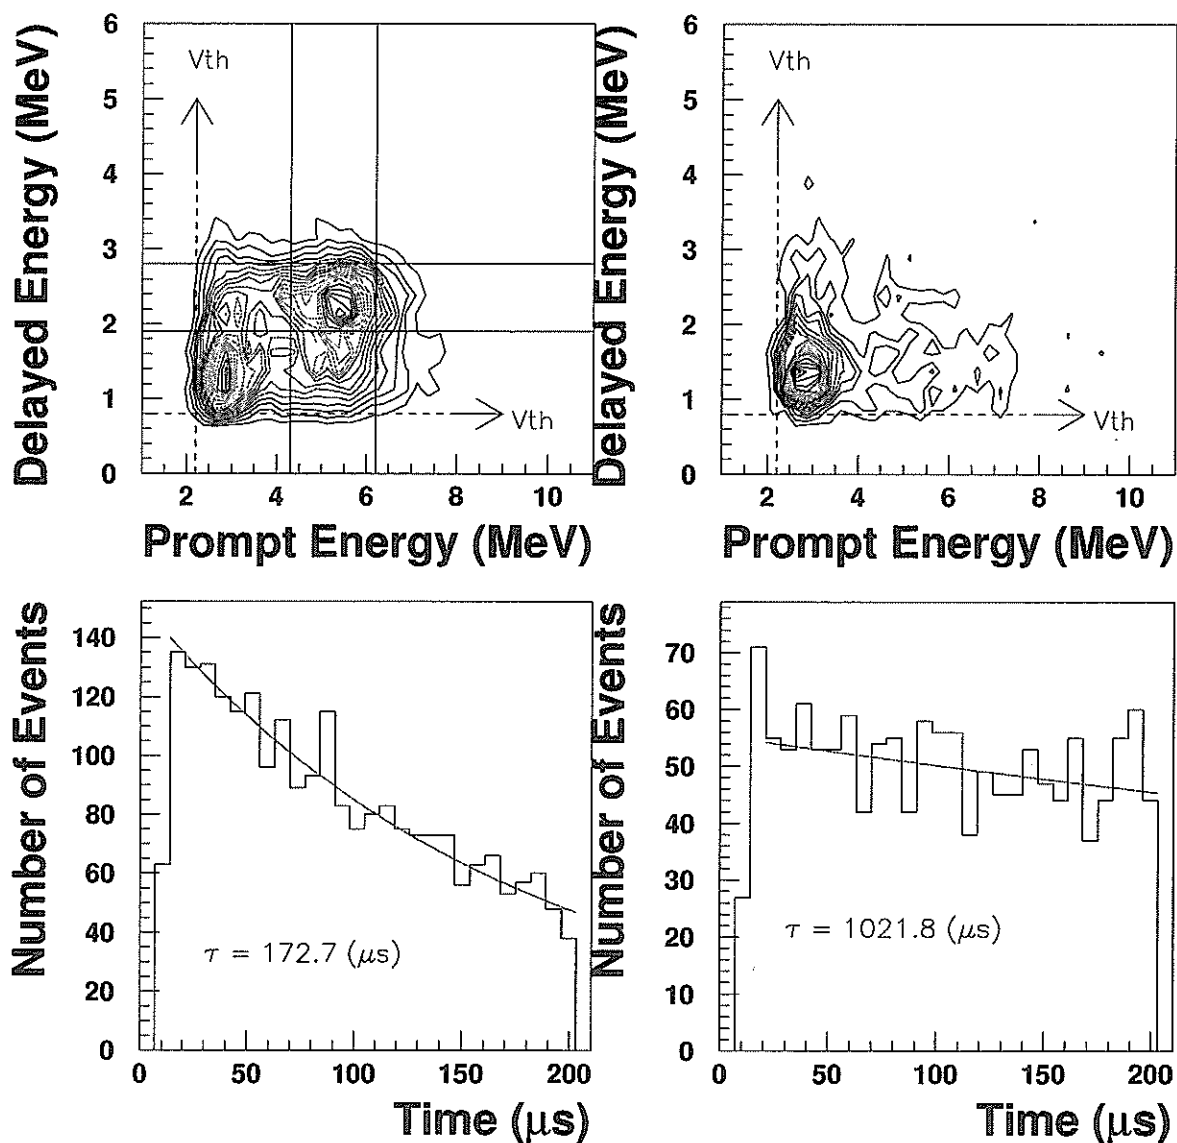 6
5
4
3
2
1
0
Delayed Energy (MeV)
Vth
Vth
2 4 6 8 10
Prompt Energy (MeV)
6
5
4
3
2
1
0
Delayed Energy (MeV)
Vth
Vth
2 4 6 8 10
Prompt Energy (MeV)
140
120
100
80
60
40
20
0
Number of Events
τ = 172.7 (μs)
0 50 100 150 200
Time (μs)
70
60
50
40
30
20
10
0
Number of Events
τ = 1021.8 (μs)
0 50 100 150 200
Time (μs)